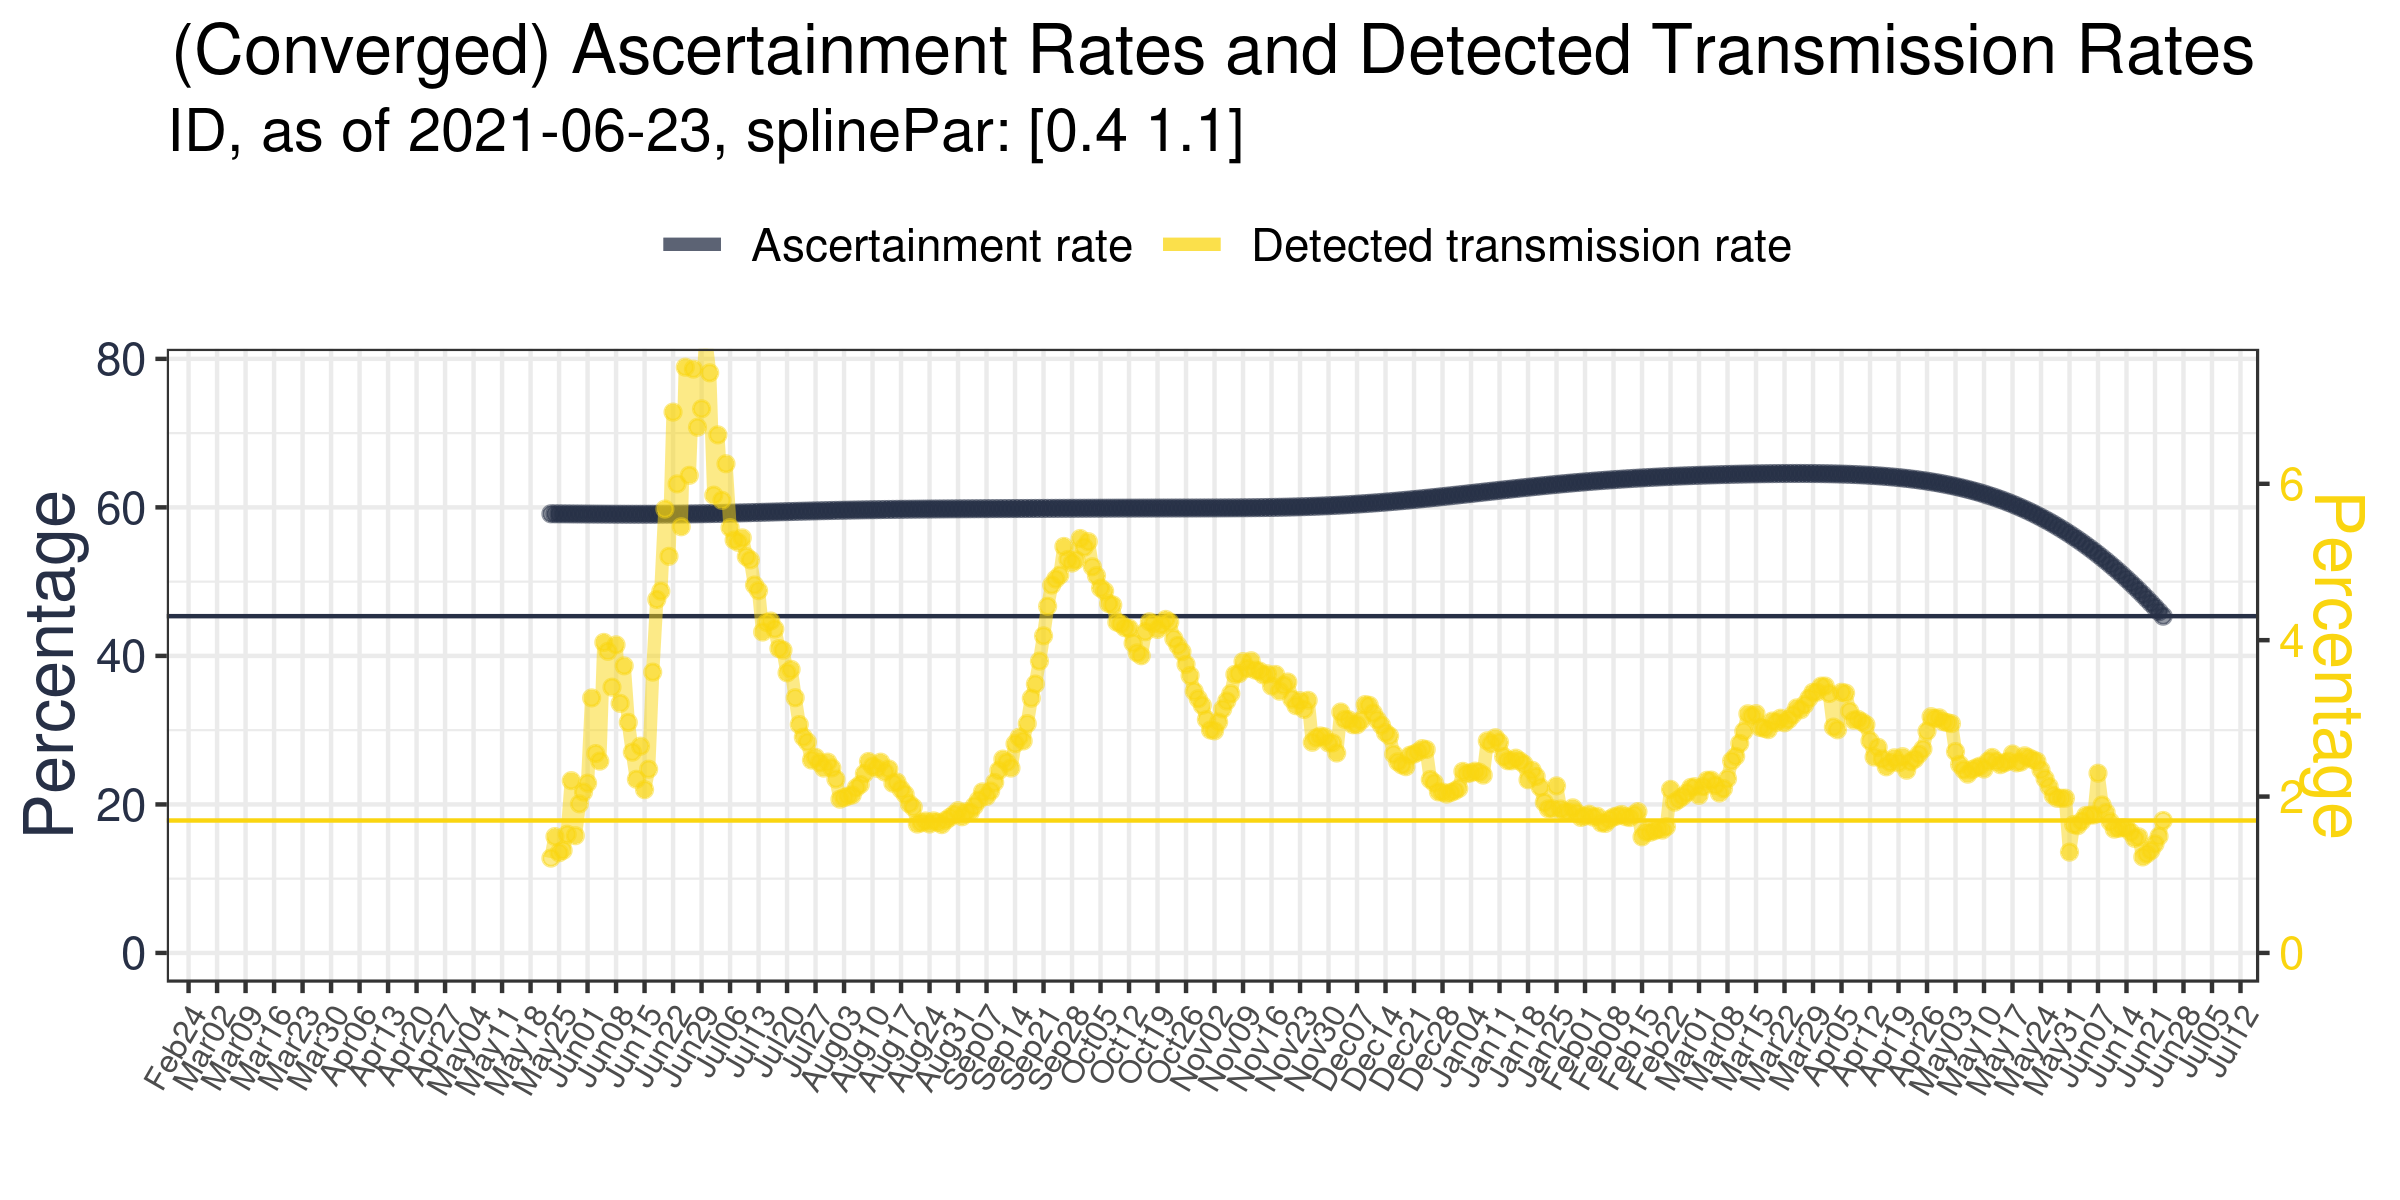 (Converged) Ascertainment Rates and Detected Transmission Rates
ID, as of 2021-06-23, splinePar: [0.4 1.1]
Ascertainment rate
Detected transmission rate
Percentage
80
60
40
20
0
6
4
2
0
Percentage
Feb24
Mar02
Mar09
Mar16
Mar23
Mar30
Apr06
Apr13
Apr20
Apr27
May04
May11
May18
May25
Jun01
Jun08
Jun15
Jun22
Jun29
Jul06
Jul13
Jul20
Jul27
Aug03
Aug10
Aug17
Aug24
Aug31
Sep07
Sep14
Sep21
Sep28
Oct05
Oct12
Oct19
Oct26
Nov02
Nov09
Nov16
Nov23
Nov30
Dec07
Dec14
Dec21
Dec28
Jan04
Jan11
Jan18
Jan25
Feb01
Feb08
Feb15
Feb22
Mar01
Mar08
Mar15
Mar22
Mar29
Apr05
Apr12
Apr19
Apr26
May03
May10
May17
May24
May31
Jun07
Jun14
Jun21
Jun28
Jul05
Jul12